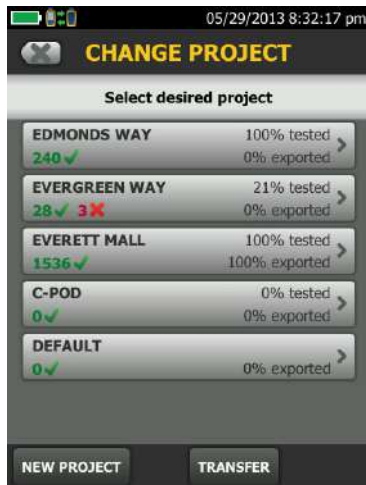 05/29/2013 8:32:17 pm
CHANGE PROJECT
Select desired project
EDMONDS WAY 100% tested
240 ✓ 0% exported
EVERGREEN WAY 21% tested
28 ✓ 3 ✗ 0% exported
EVERETT MALL 100% tested
1536 ✓ 100% exported
C-POD 0% tested
0 ✓ 0% exported
DEFAULT
0 ✓ 0% exported
NEW PROJECT TRANSFER